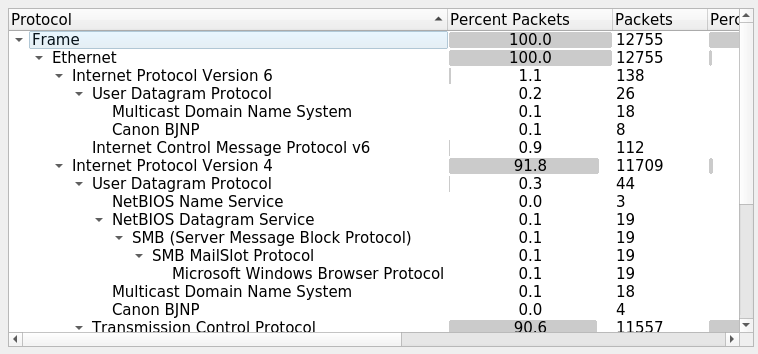 Protocol Percent Packets Packets Perc
Frame 100.0 12755
Ethernet 100.0 12755
Internet Protocol Version 6 1.1 138
User Datagram Protocol 0.2 26
Multicast Domain Name System 0.1 18
Canon BJNP 0.1 8
Internet Control Message Protocol v6 0.9 112
Internet Protocol Version 4 91.8 11709
User Datagram Protocol 0.3 44
NetBIOS Name Service 0.0 3
NetBIOS Datagram Service 0.1 19
SMB (Server Message Block Protocol) 0.1 19
SMB MailSlot Protocol 0.1 19
Microsoft Windows Browser Protocol 0.1 19
Multicast Domain Name System 0.1 18
Canon BJNP 0.0 4
Transmission Control Protocol 90.6 11557